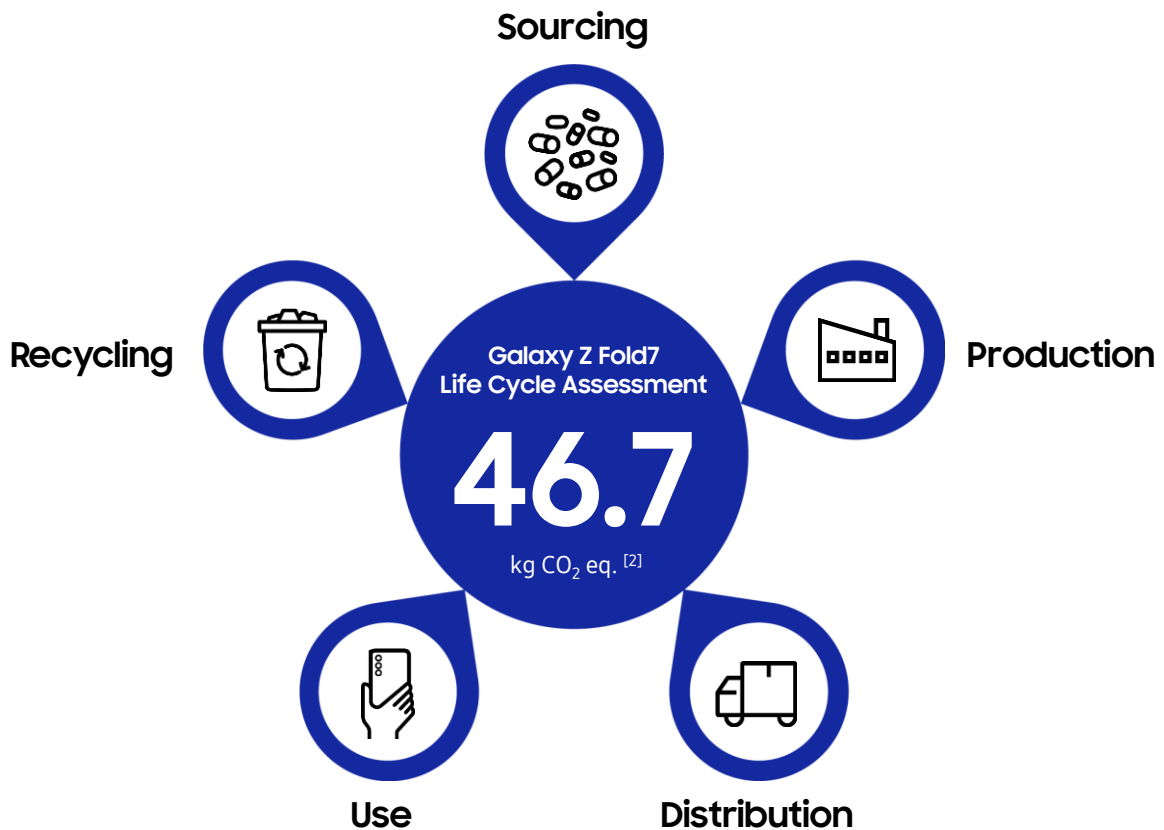 Sourcing
Recycling
Production
Galaxy Z Fold7
Life Cycle Assessment
46.7
kg CO₂ eq. [2]
Use
Distribution